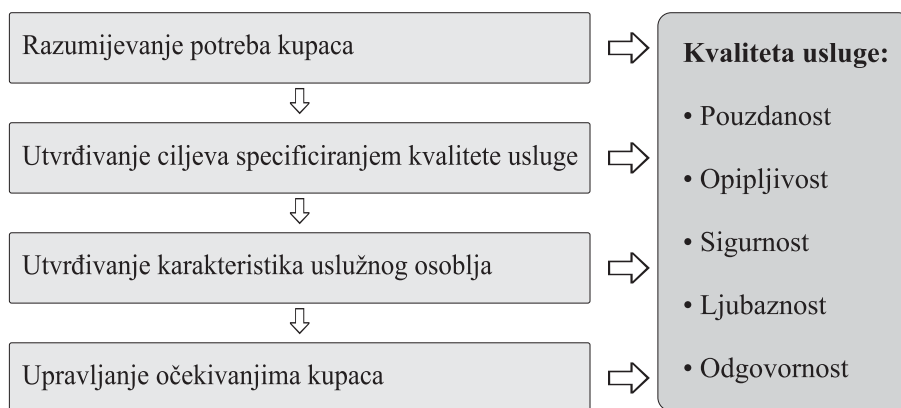 Razumijevanje potreba kupaca
Utvrđivanje ciljeva specificiranjem kvalitete usluge
Utvrđivanje karakteristika uslužnog osoblja
Upravljanje očekivanjima kupaca
Kvaliteta usluge:
• Pouzdanost
• Opipljivost
• Sigurnost
• Ljubaznost
• Odgovornost